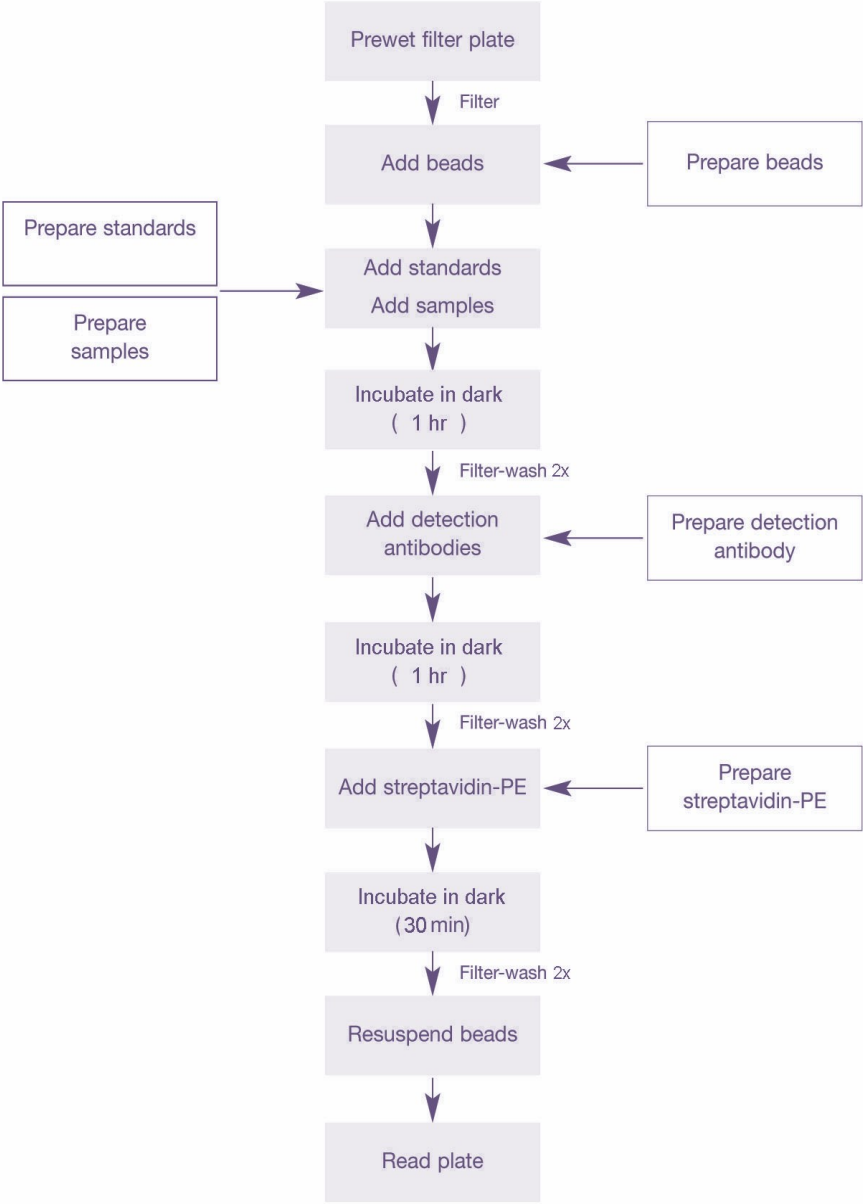 Prewet filter plate
Filter
Add beads
Prepare beads
Prepare standards
Prepare
samples
Add standards
Add samples
Incubate in dark
( 1 hr )
Filter-wash 2x
Add detection
antibodies
Prepare detection
antibody
Incubate in dark
( 1 hr )
Filter-wash 2x
Add streptavidin-PE
Prepare
streptavidin-PE
Incubate in dark
(30 min)
Filter-wash 2x
Resuspend beads
Read plate